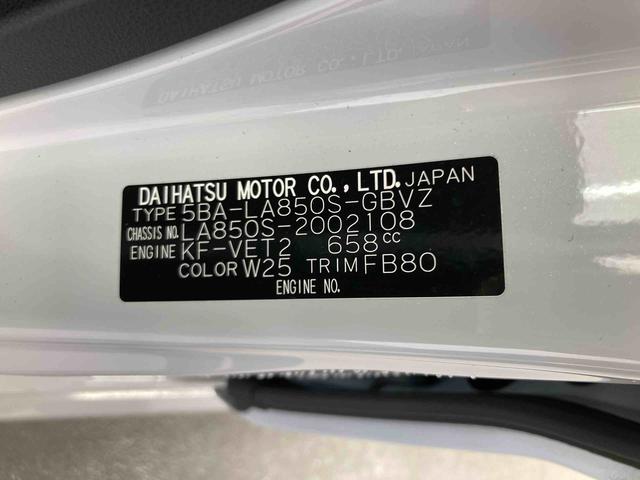 DAIHATSU MOTOR CO., LTD. JAPAN
TYPE 5BA-LA850S-GBVZ
CHASSIS NO. LA850S-2002108
ENGINE KF-VET2 658cc
COLOR W25 TRIM FB80
ENGINE NO.